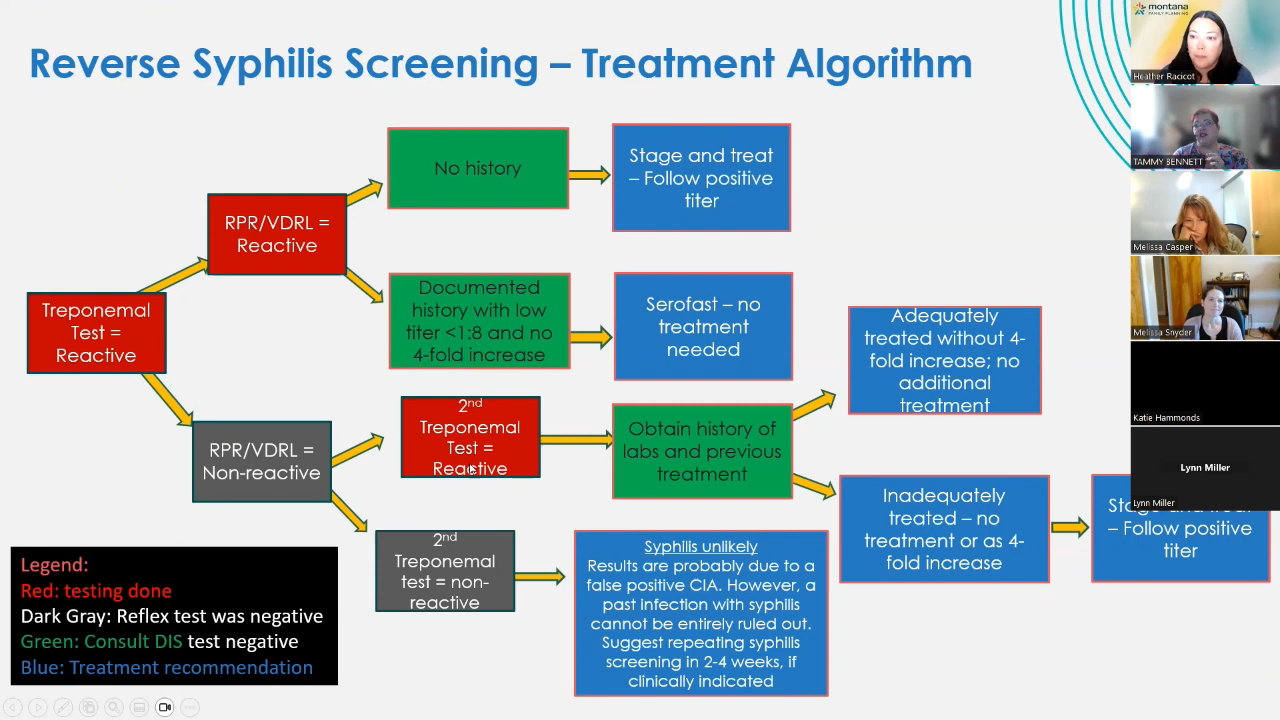 Reverse Syphilis Screening – Treatment Algorithm
No history
Stage and treat
– Follow positive
titer
RPR/VDRL =
Reactive
Documented
history with low
titer <1:8 and no
4-fold increase
Serofast – no
treatment
needed
Treponemal
Test =
Reactive
Adequately
treated without 4-
fold increase; no
additional
treatment
2nd
Treponemal
Test =
Reactive
Obtain history of
labs and previous
treatment
RPR/VDRL =
Non-reactive
Inadequately
treated – no
treatment or as 4-
fold increase
Stage and treat
– Follow positive
titer
2nd
Treponemal
test = non-
reactive
Syphilis unlikely
Results are probably due to a
false positive CIA. However, a
past infection with syphilis
cannot be entirely ruled out.
Suggest repeating syphilis
screening in 2-4 weeks, if
clinically indicated
Legend:
Red: testing done
Dark Gray: Reflex test was negative
Green: Consult DIS test negative
Blue: Treatment recommendation
montana
FAMILY PLANNING
Heather Racicot
TAMMY BENNETT
Melissa Casper
Melissa Snyder
Katie Hammonds
Lynn Miller
Lynn Miller